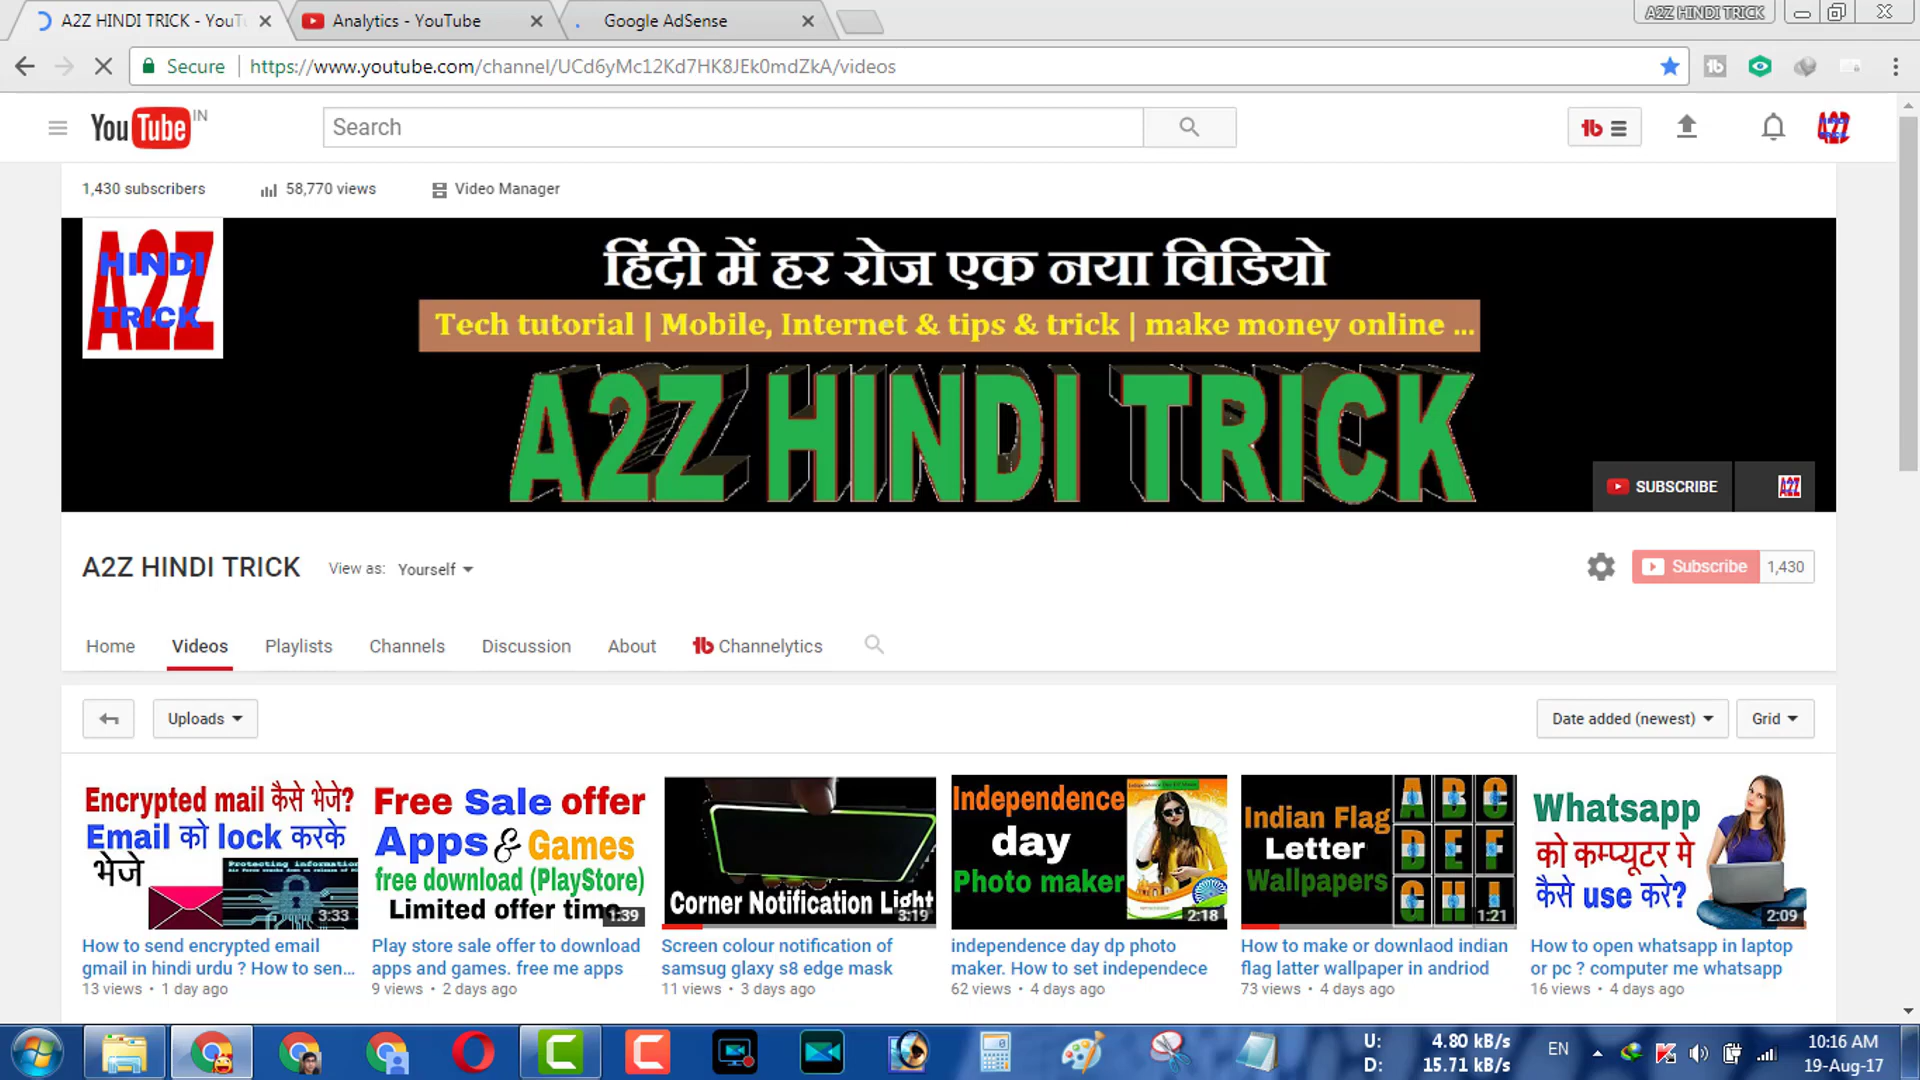 A2Z HINDI TRICK - YouT
Analytics - YouTube
Google AdSense
A2Z HINDI TRICK
Secure
https://www.youtube.com/channel/UCd6yMc12Kd7HK8JEk0mdZkA/videos
YouTube IN
Search
1,430 subscribers
58,770 views
Video Manager
A2Z
HINDI
TRICK
हिंदी में हर रोज एक नया विडियो
Tech tutorial | Mobile, Internet & tips & trick | make money online ...
A2Z HINDI TRICK
SUBSCRIBE
A2Z
A2Z HINDI TRICK
View as:
Yourself
Subscribe
1,430
Home
Videos
Playlists
Channels
Discussion
About
Channelytics
Uploads
Date added (newest)
Grid
Encrypted mail कैसे भेजे?
Email को lock करके
भेजे
Protecting information
3:33
How to send encrypted email
gmail in hindi urdu ? How to sen...
13 views • 1 day ago
Free Sale offer
Apps & Games
free download (PlayStore)
Limited offer time
1:39
Play store sale offer to download
apps and games. free me apps
9 views • 2 days ago
Corner Notification Light
3:19
Screen colour notification of
samsug glaxy s8 edge mask
11 views • 3 days ago
Independence
day
Photo maker
2:18
independence day dp photo
maker. How to set independece
62 views • 4 days ago
Indian Flag
Letter
Wallpapers
A B C
D E F
G H I
1:21
How to make or downlaod indian
flag latter wallpaper in andriod
73 views • 4 days ago
Whatsapp
को कम्प्यूटर मे
कैसे use करे?
2:09
How to open whatsapp in laptop
or pc ? computer me whatsapp
16 views • 4 days ago
U: 4.80 kB/s
D: 15.71 kB/s
EN
10:16 AM
19-Aug-17